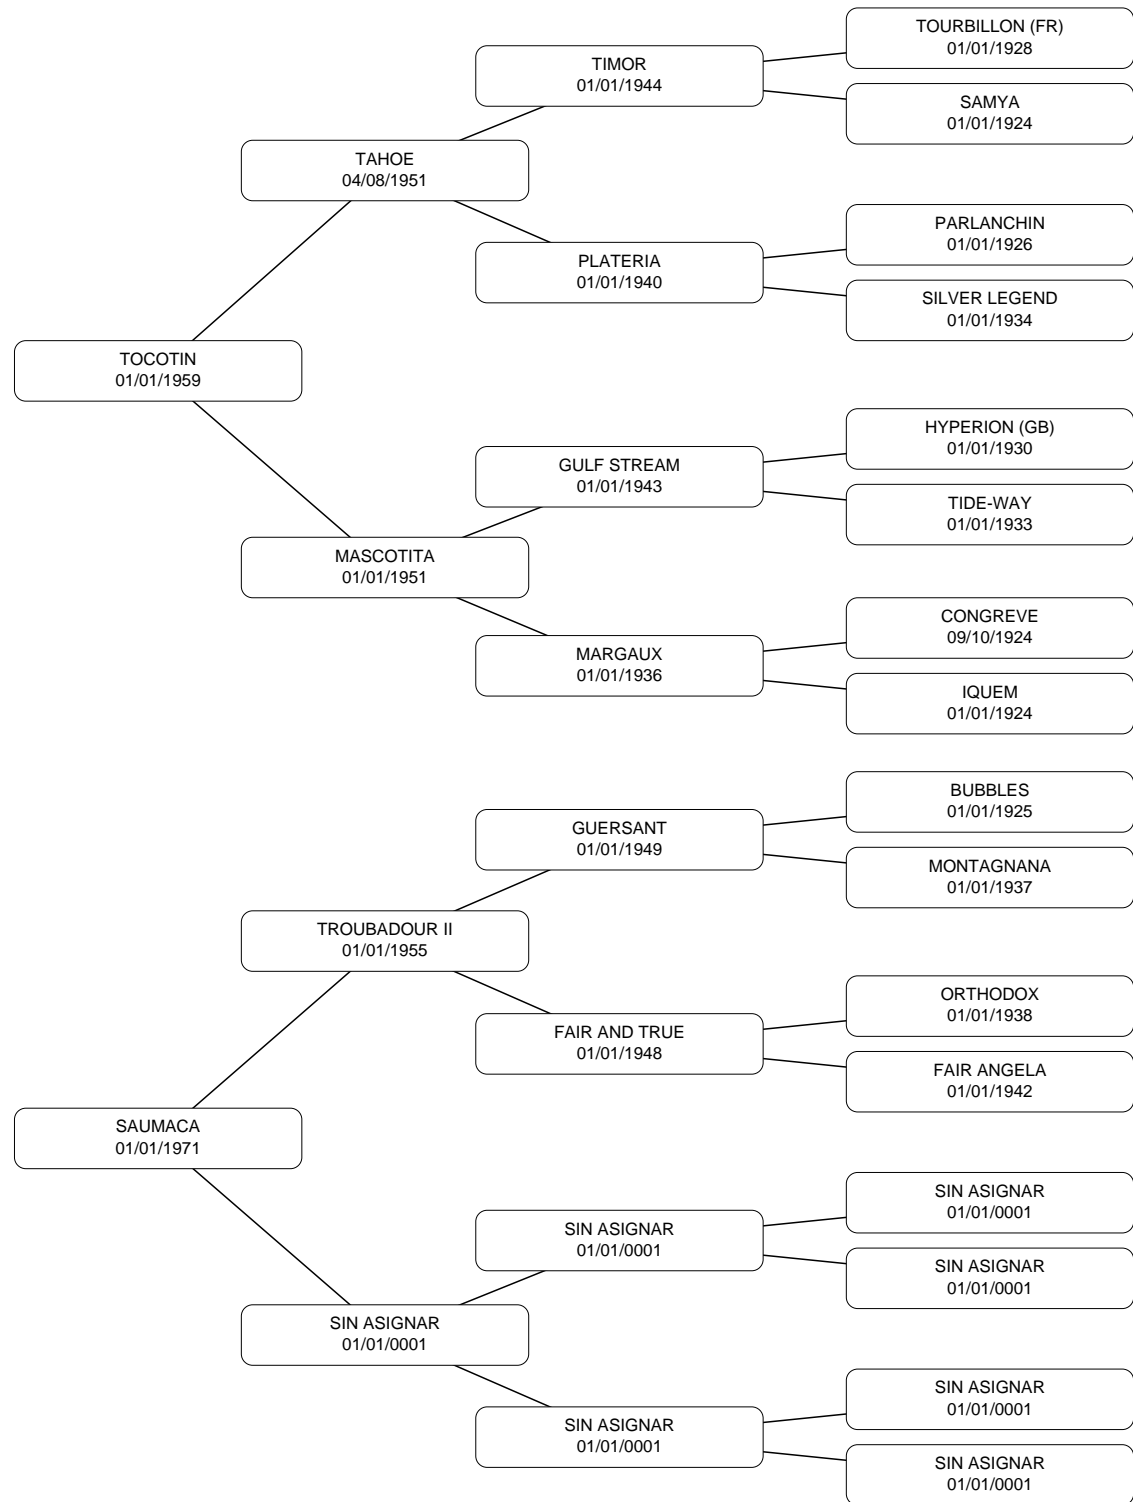 TOURBILLON (FR)
01/01/1928
TIMOR
01/01/1944
SAMYA
01/01/1924
TAHOE
04/08/1951
PARLANCHIN
01/01/1926
PLATERIA
01/01/1940
SILVER LEGEND
01/01/1934
TOCOTIN
01/01/1959
HYPERION (GB)
01/01/1930
GULF STREAM
01/01/1943
TIDE-WAY
01/01/1933
MASCOTITA
01/01/1951
CONGREVE
09/10/1924
MARGAUX
01/01/1936
IQUEM
01/01/1924
BUBBLES
01/01/1925
GUERSANT
01/01/1949
MONTAGNANA
01/01/1937
TROUBADOUR II
01/01/1955
ORTHODOX
01/01/1938
FAIR AND TRUE
01/01/1948
FAIR ANGELA
01/01/1942
SAUMACA
01/01/1971
SIN ASIGNAR
01/01/0001
SIN ASIGNAR
01/01/0001
SIN ASIGNAR
01/01/0001
SIN ASIGNAR
01/01/0001
SIN ASIGNAR
01/01/0001
SIN ASIGNAR
01/01/0001
SIN ASIGNAR
01/01/0001